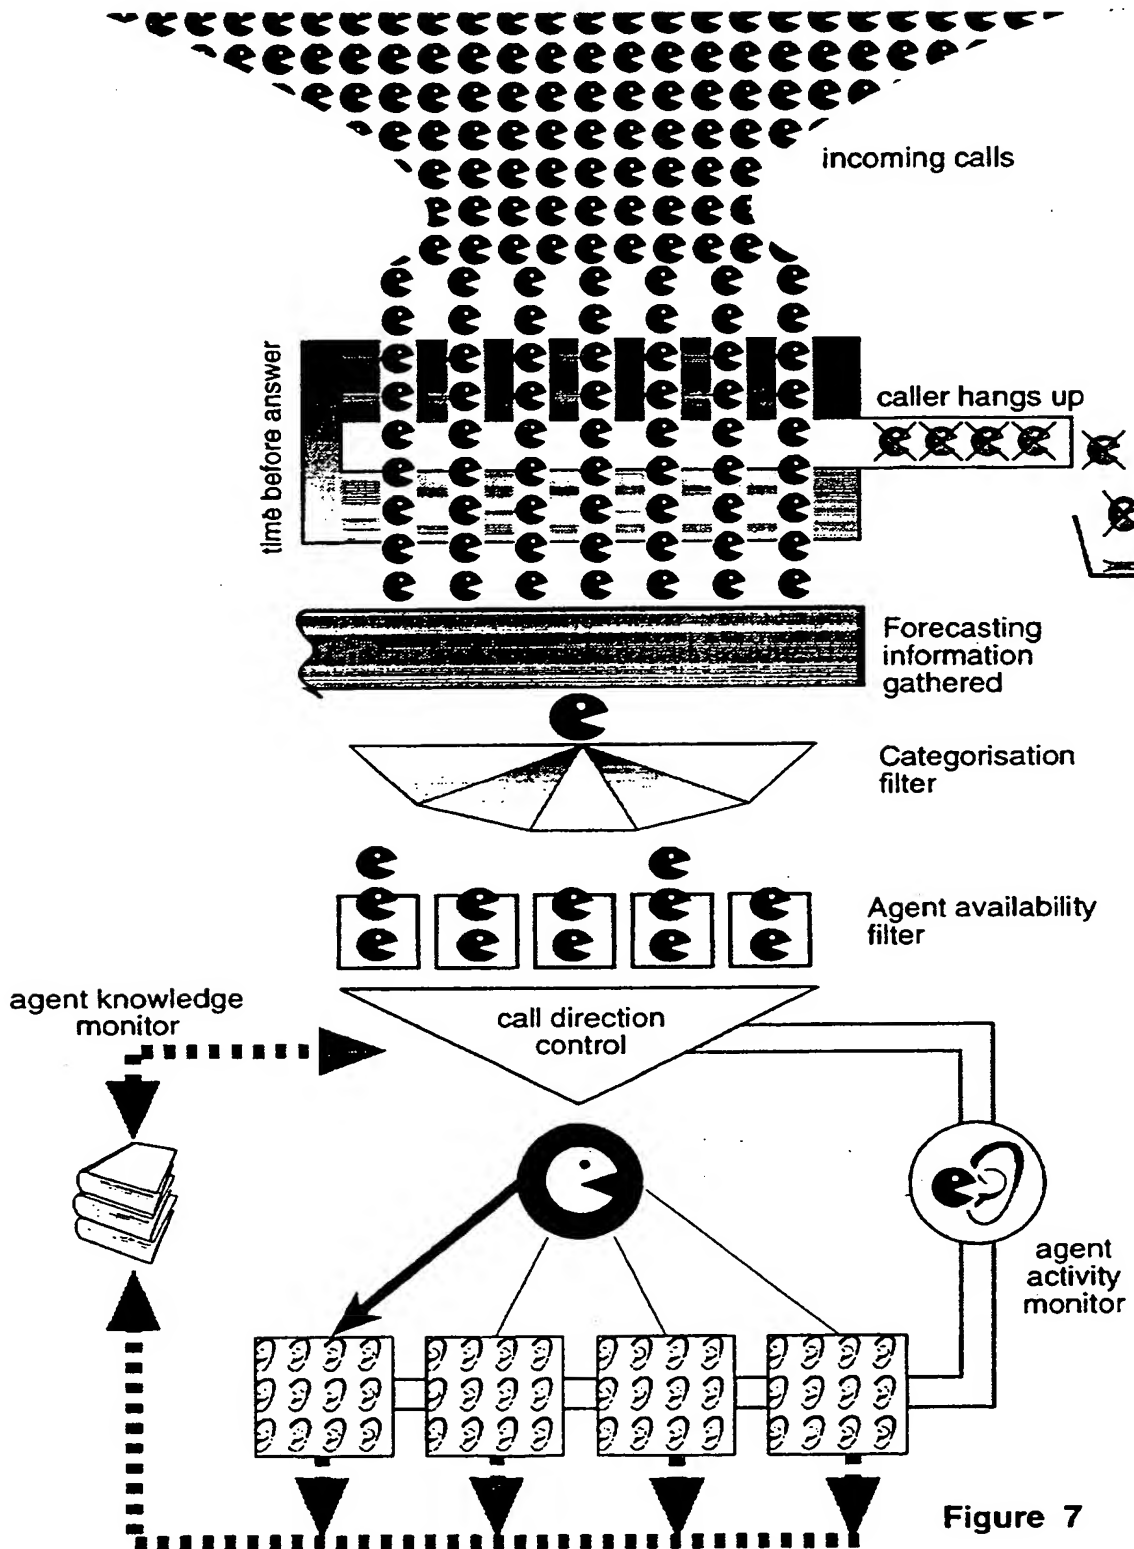 incoming calls
time before answer
caller hangs up
Forecasting
information
gathered
Categorisation
filter
Agent availability
filter
agent knowledge
monitor
call direction
control
agent
activity
monitor
Figure 7